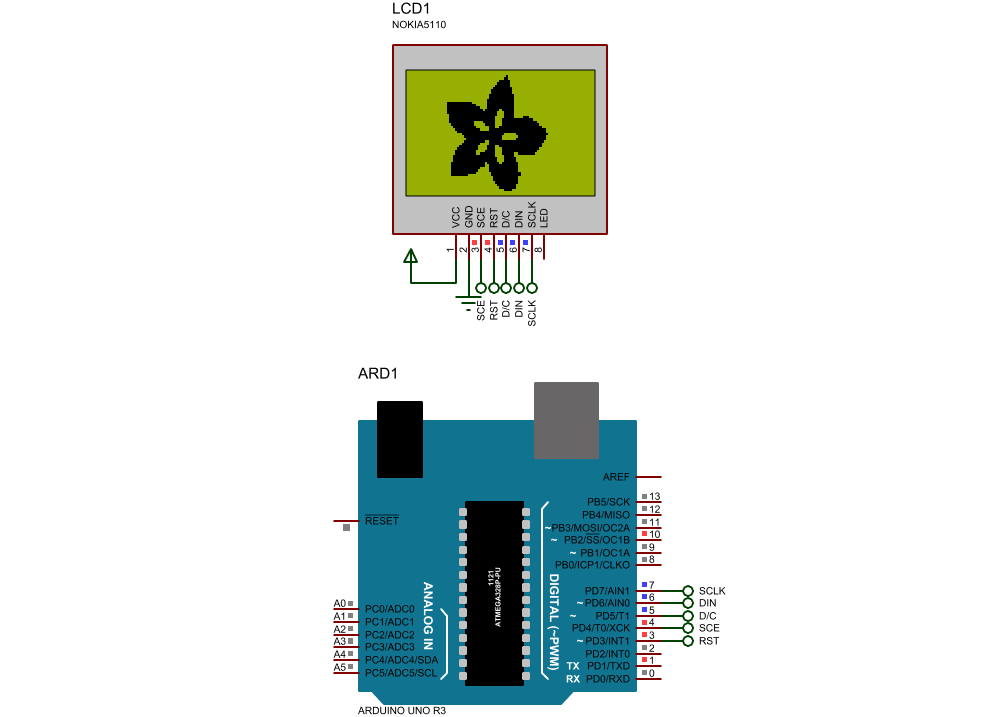 LCD1
NOKIA5110
VCC
GND
SCE
RST
D/C
DIN
SCLK
LED
1
2
3
4
5
6
7
8
SCE
RST
D/C
DIN
SCLK
ARD1
AREF
PB5/SCK 13
PB4/MISO 12
~PB3/MOSI/OC2A 11
~ PB2/SS/OC1B 10
~ PB1/OC1A 9
PB0/ICP1/CLKO 8
RESET
1121
ATMEGA328P-PU
ANALOG IN
DIGITAL (~PWM)
PD7/AIN1 7 SCLK
~ PD6/AIN0 6 DIN
~ PD5/T1 5 D/C
PD4/T0/XCK 4 SCE
~ PD3/INT1 3 RST
PD2/INT0 2
TX PD1/TXD 1
RX PD0/RXD 0
A0 PC0/ADC0
A1 PC1/ADC1
A2 PC2/ADC2
A3 PC3/ADC3
A4 PC4/ADC4/SDA
A5 PC5/ADC5/SCL
ARDUINO UNO R3